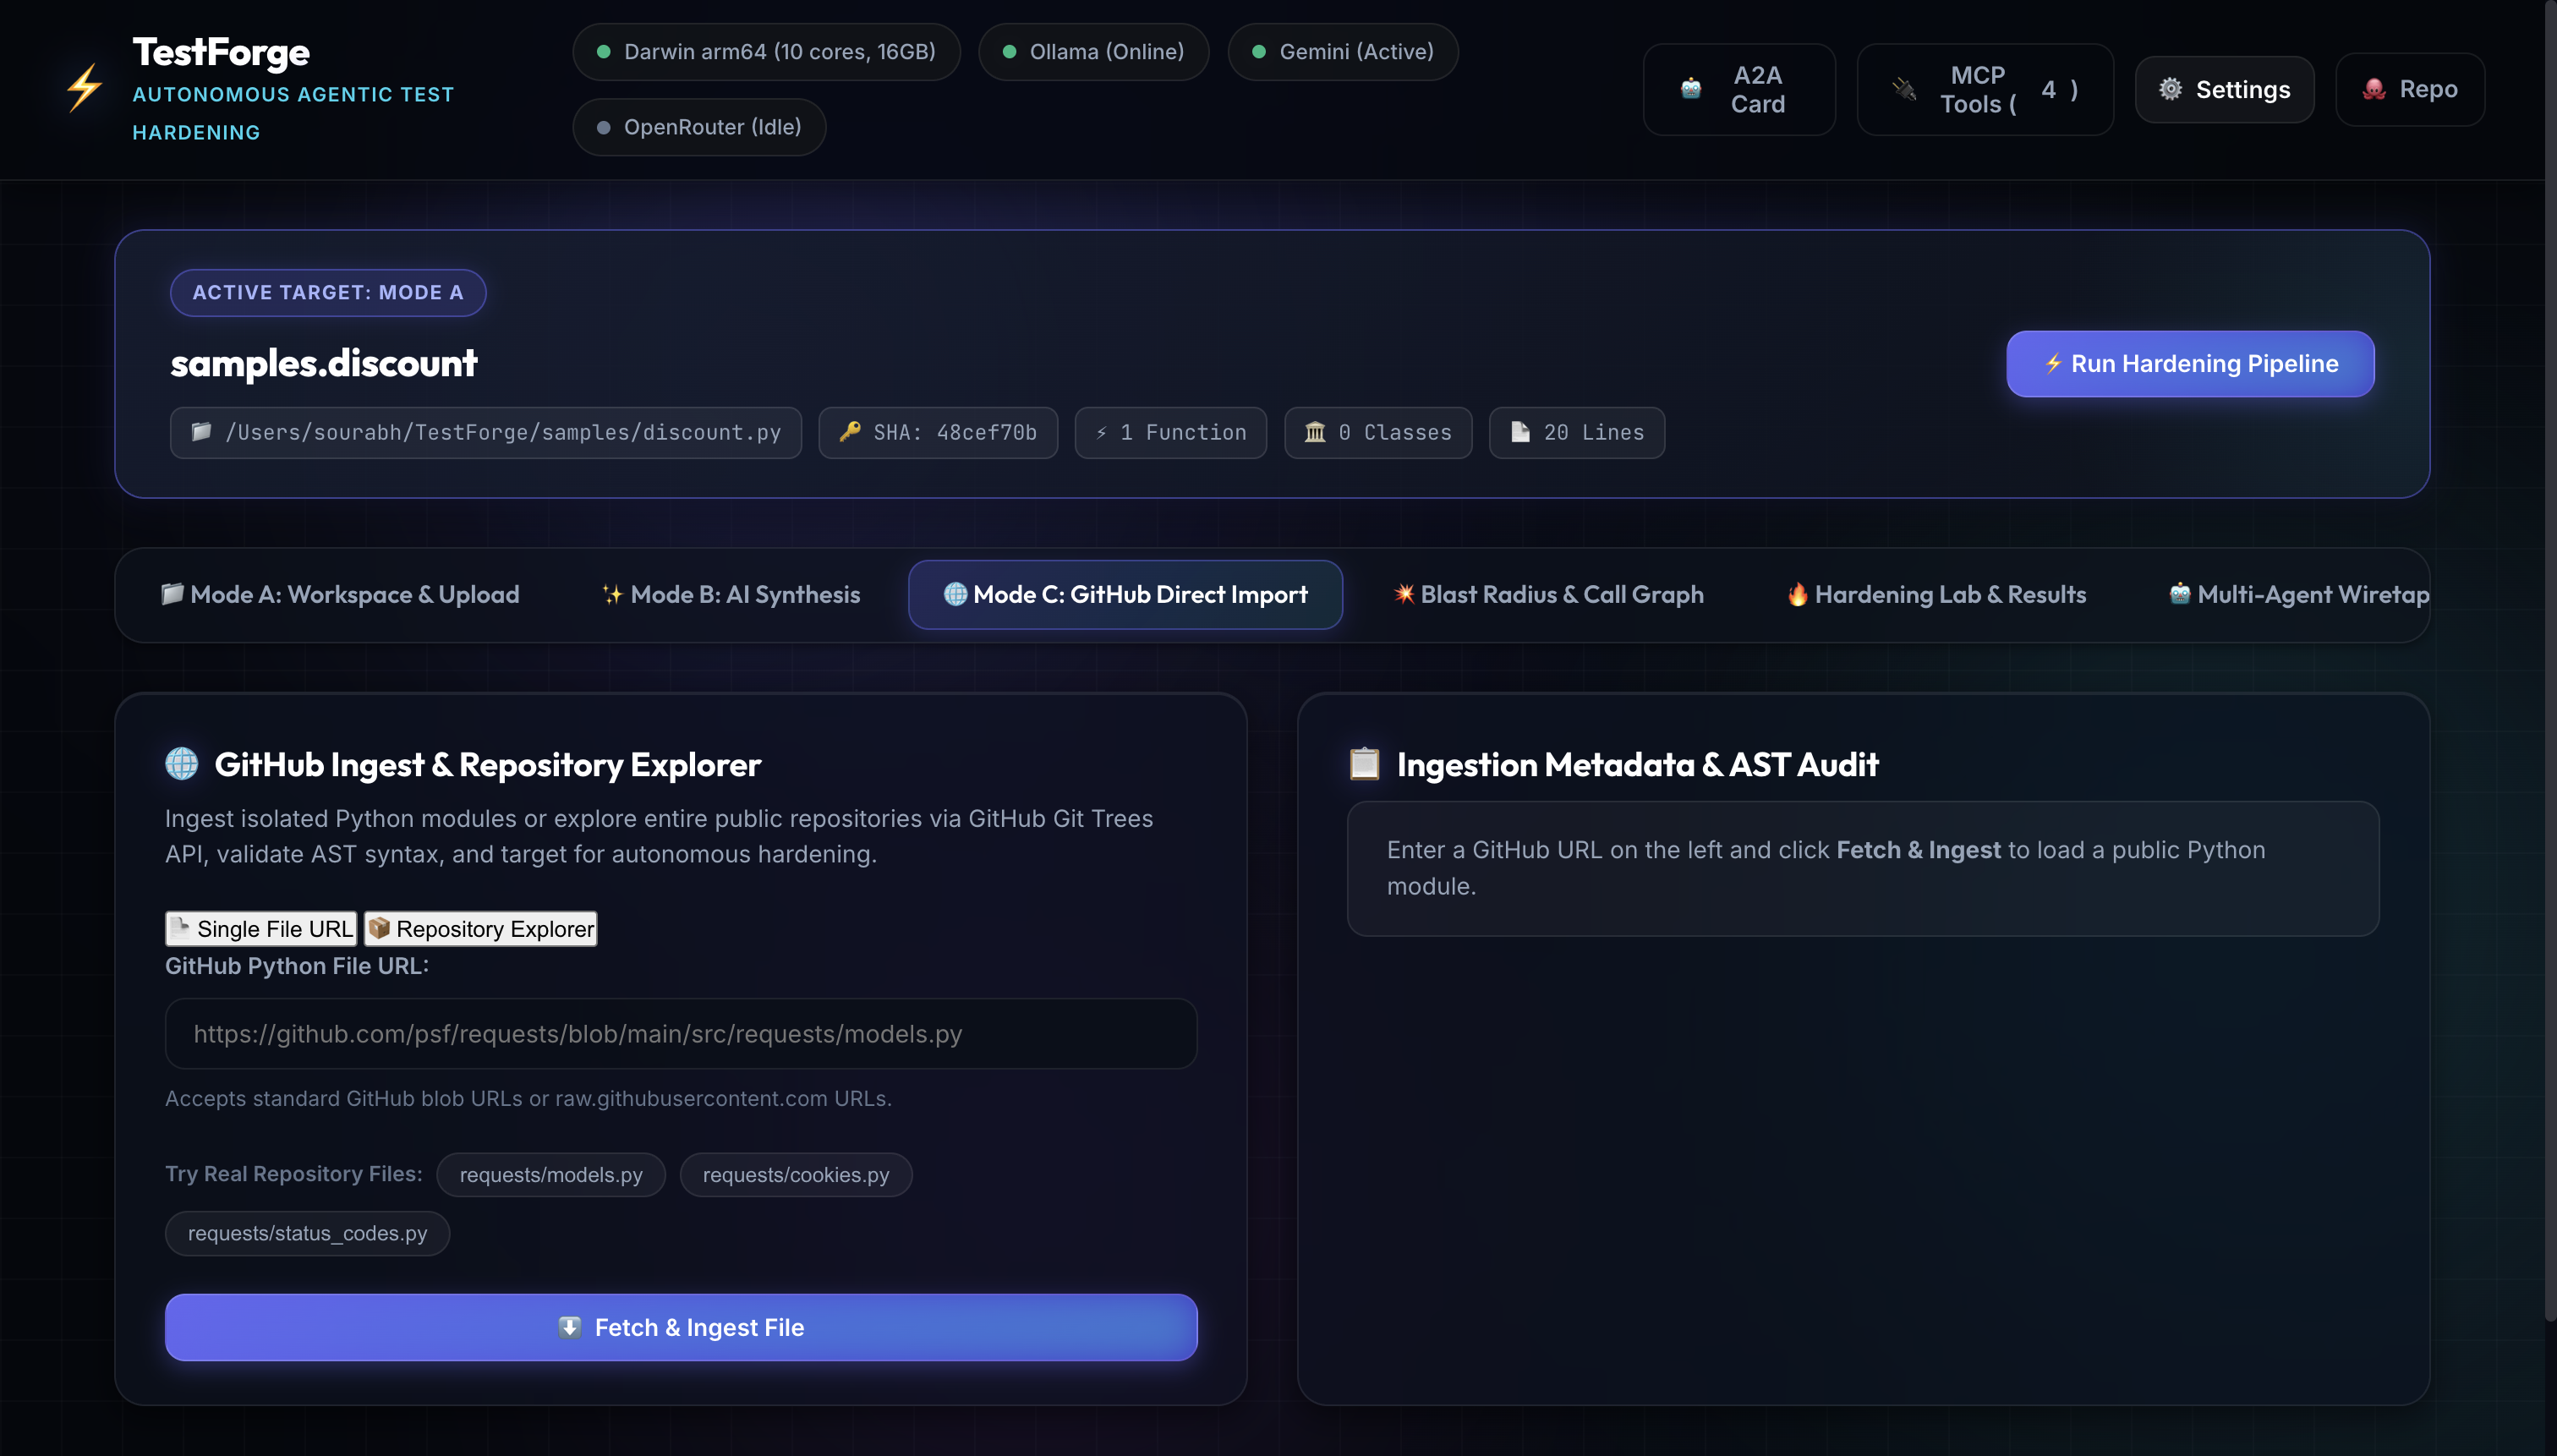 TestForge
AUTONOMOUS AGENTIC TEST
HARDENING
Darwin arm64 (10 cores, 16GB)
Ollama (Online)
Gemini (Active)
OpenRouter (Idle)
A2A
Card
MCP
Tools ( 4 )
Settings
Repo
ACTIVE TARGET: MODE A
samples.discount
/Users/sourabh/TestForge/samples/discount.py
SHA: 48cef70b
1 Function
0 Classes
20 Lines
Run Hardening Pipeline
Mode A: Workspace & Upload
Mode B: AI Synthesis
Mode C: GitHub Direct Import
Blast Radius & Call Graph
Hardening Lab & Results
Multi-Agent Wiretap
GitHub Ingest & Repository Explorer
Ingest isolated Python modules or explore entire public repositories via GitHub Git Trees
API, validate AST syntax, and target for autonomous hardening.
Single File URL
Repository Explorer
GitHub Python File URL:
https://github.com/psf/requests/blob/main/src/requests/models.py
Accepts standard GitHub blob URLs or raw.githubusercontent.com URLs.
Try Real Repository Files:
requests/models.py
requests/cookies.py
requests/status_codes.py
Fetch & Ingest File
Ingestion Metadata & AST Audit
Enter a GitHub URL on the left and click Fetch & Ingest to load a public Python
module.